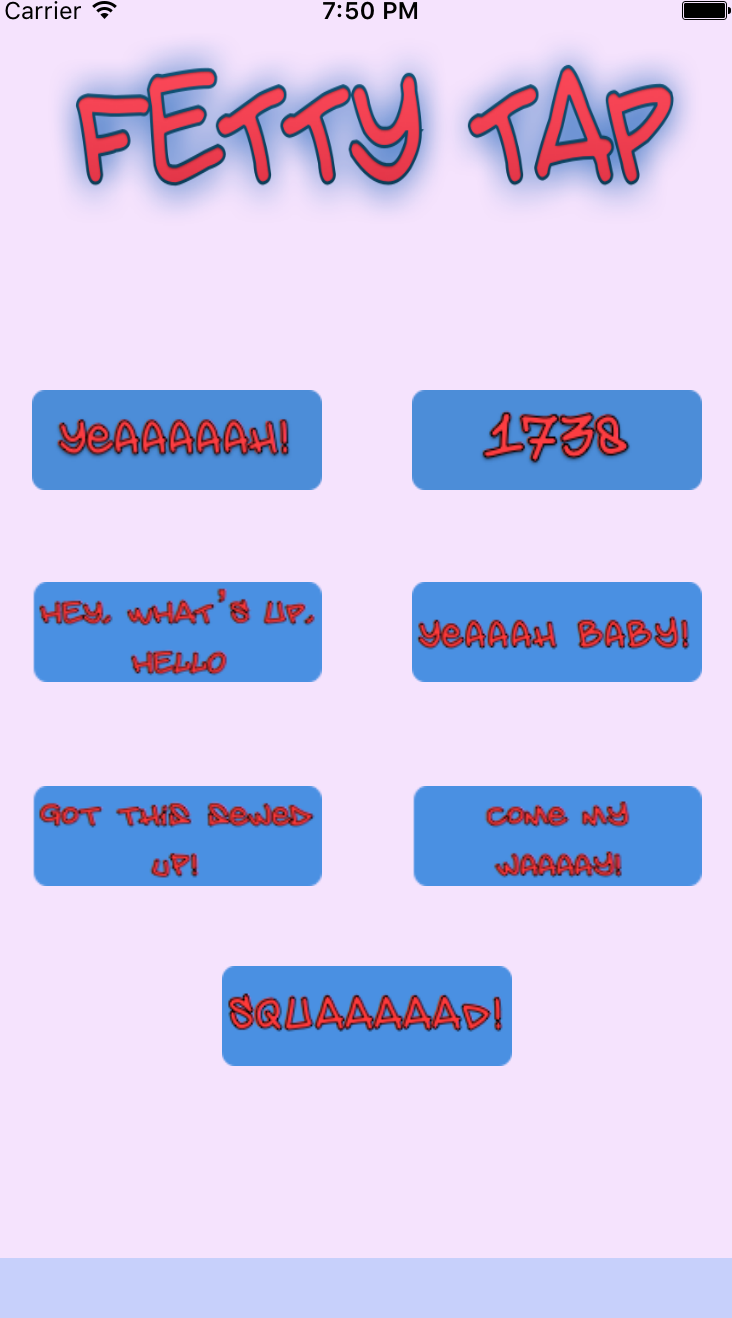 Carrier 7:50 PM
FETTY TAP
YeAAAAAH!
1738
HEY, WHAT'S UP,
HELLO
YeAAAH BABY!
GOT THiS SeWeD
UP!
COMe MY
WAAAAY!
SQUAAAAAD!